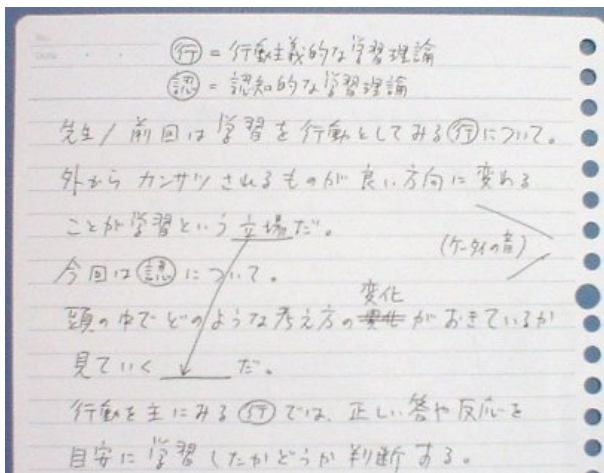 ㋻行 = 行動主義的な学習理論
認 = 認知的な学習理論
先生/前回は学習を行動としてみる行について。
外からカンサツされるものが良い方向に変わる
ことが学習という立場だ。
(ケータイの音)
今回は認について。
変化
頭の中でどのような考え方の変化がおきているか
見ていく ____ だ。
行動を主にみる行では、正しい答や反応を
目安に学習したかどうか判断する。